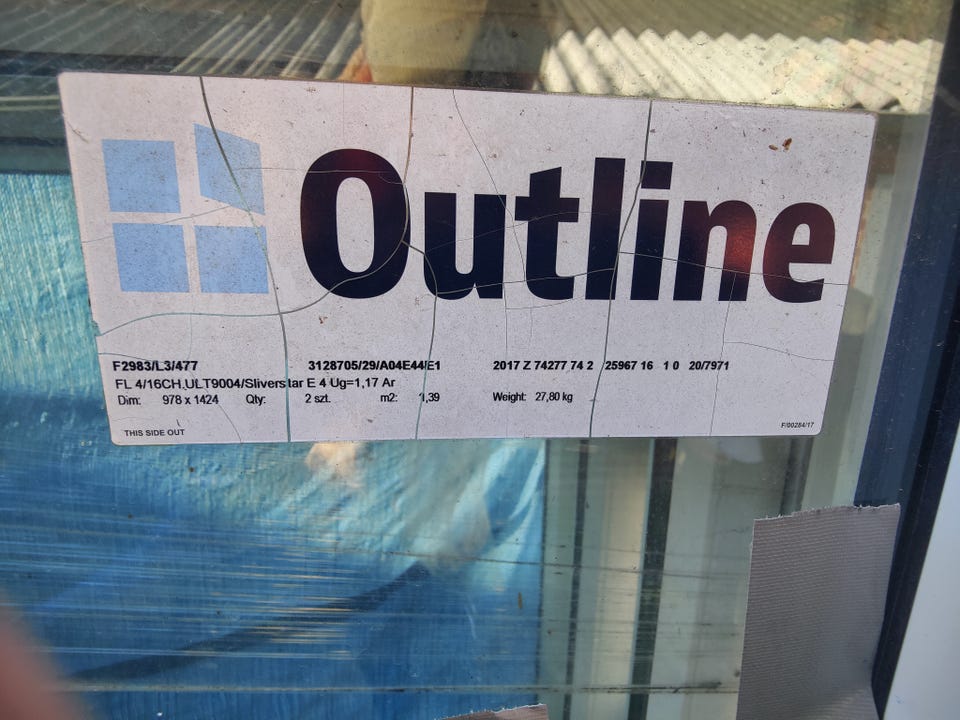 Outline
F2983/L3/477 3128705/29/A04E44/E1 2017 Z 74277 74 2 25967 16 1 0 20/7971
FL 4/16CH.ULT9004/Sliverstar E 4 Ug=1,17 Ar
Dim: 978 x 1424 Qty: 2 szt. m2: 1,39 Weight: 27,80 kg
THIS SIDE OUT F/00284/17